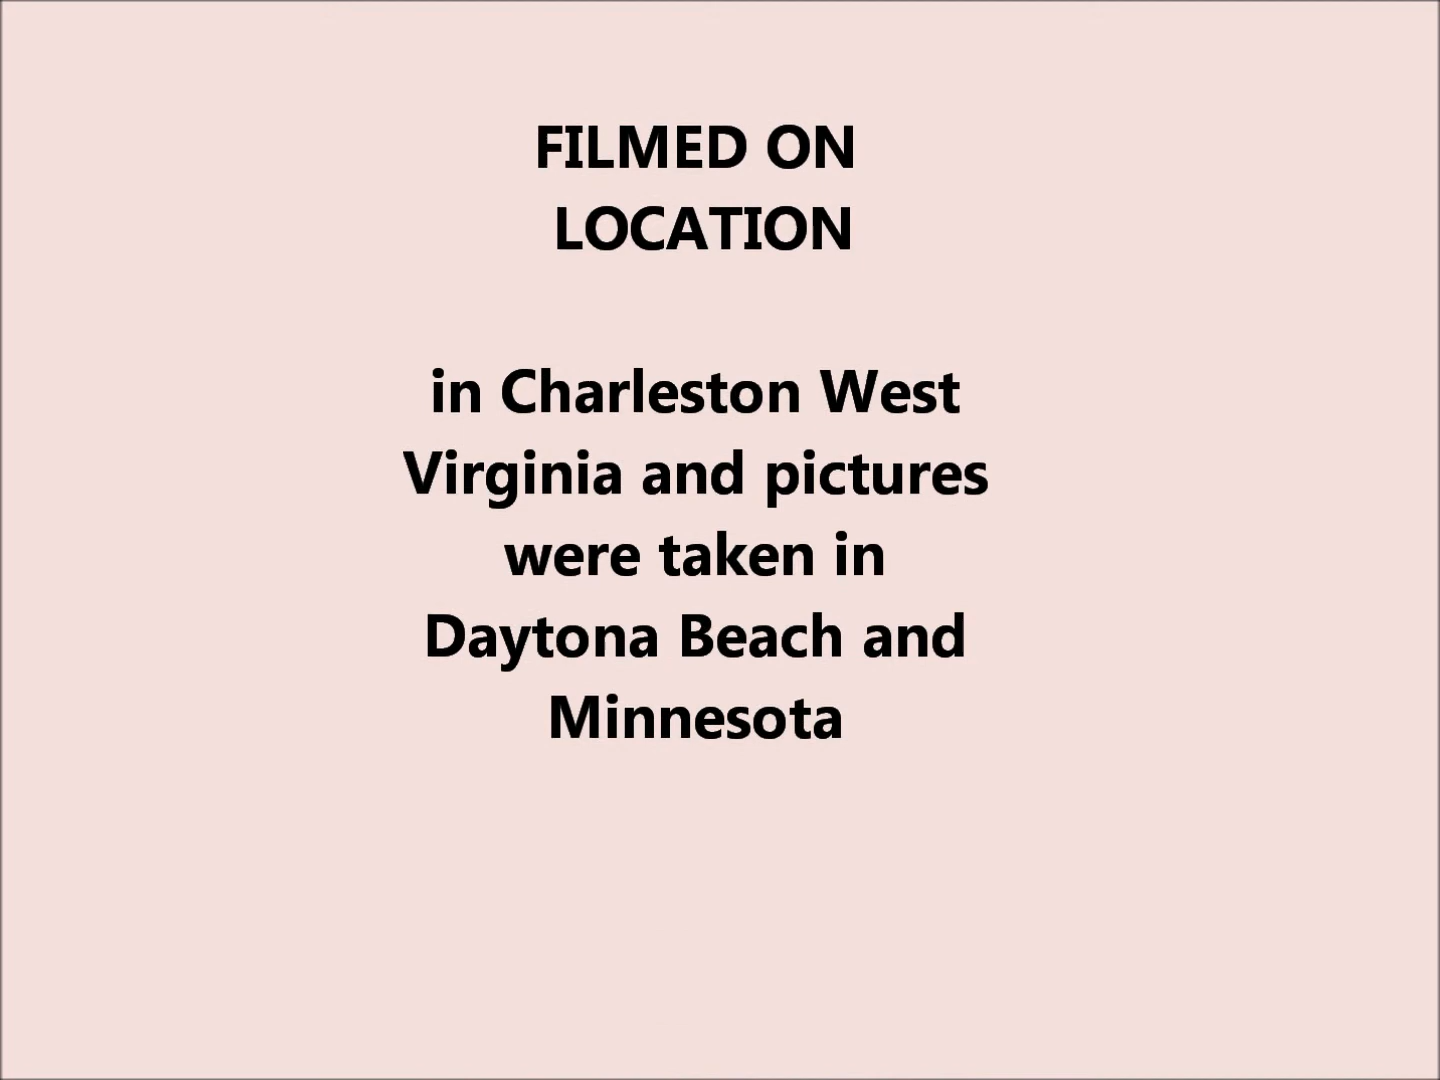 FILMED ON
LOCATION
in Charleston West
Virginia and pictures
were taken in
Daytona Beach and
Minnesota